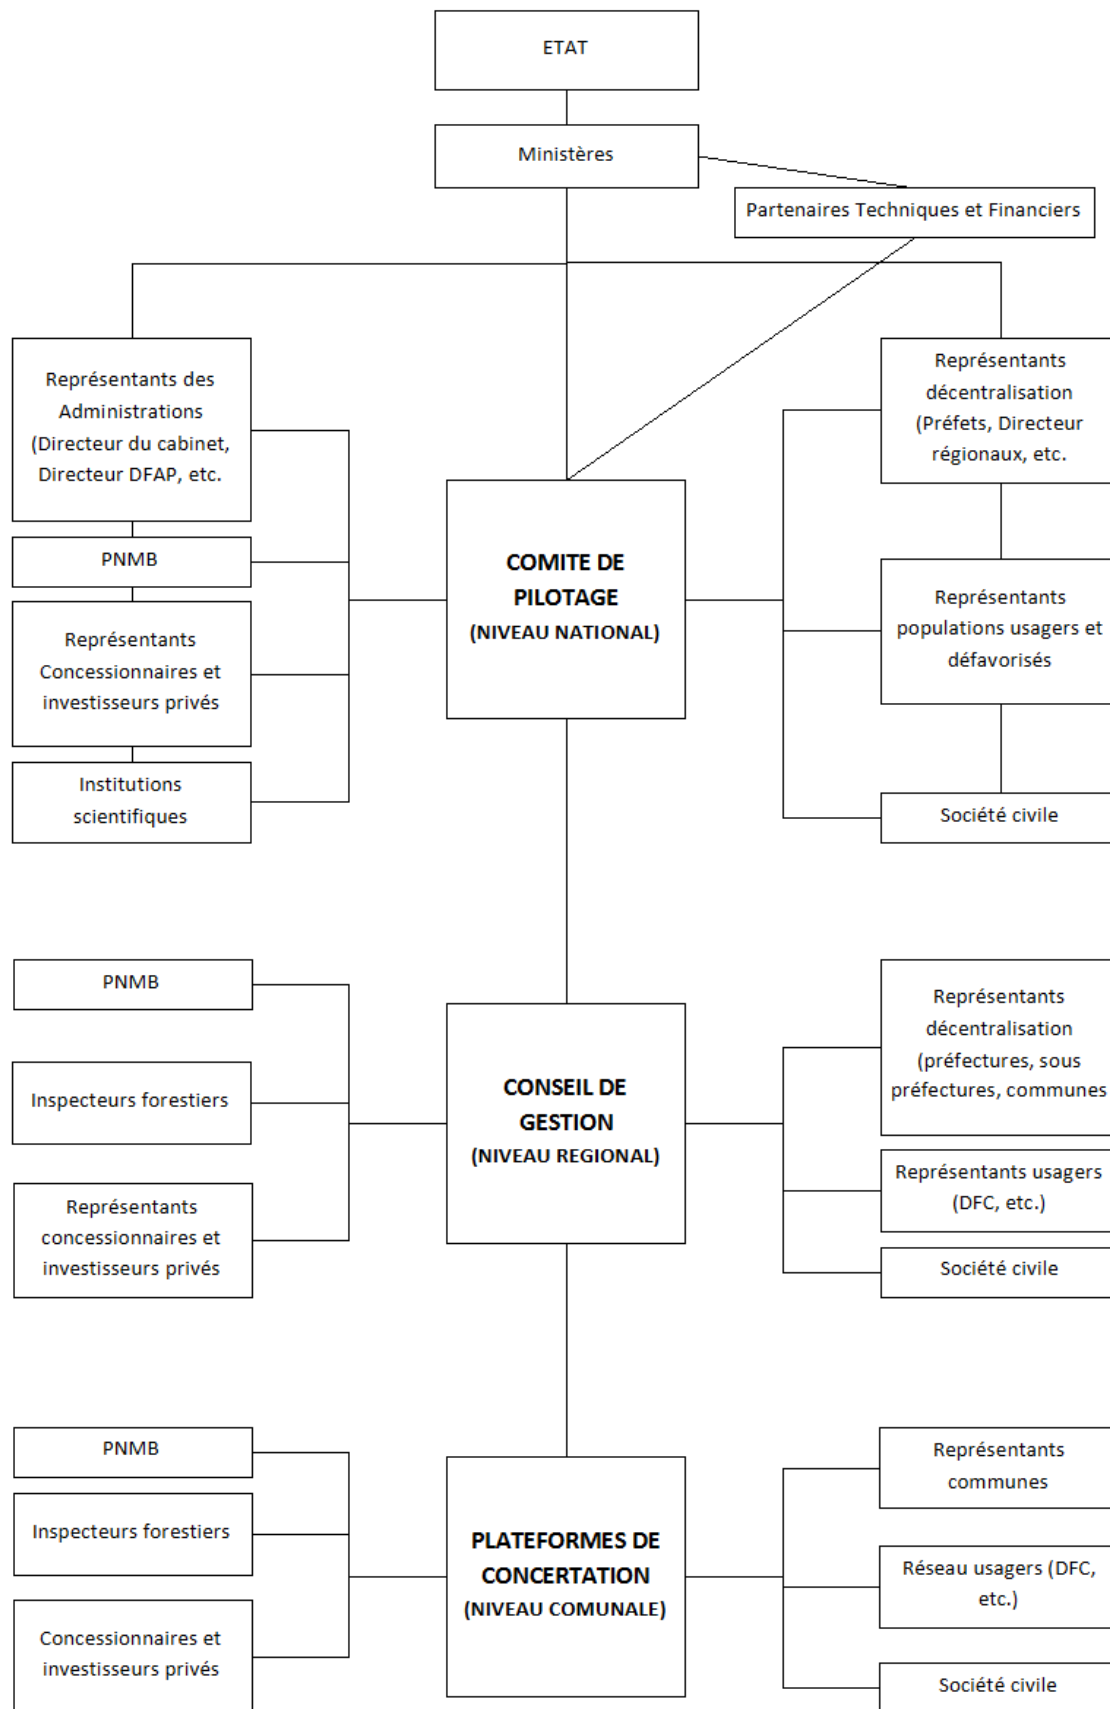 ETAT
Ministères
Partenaires Techniques et Financiers
Représentants des
Administrations
(Directeur du cabinet,
Directeur DFAP, etc.
PNMB
Représentants
Concessionnaires et
investisseurs privés
Institutions
scientifiques
COMITE DE
PILOTAGE
(NIVEAU NATIONAL)
Représentants
décentralisation
(Préfets, Directeur
régionaux, etc.
Représentants
populations usagers et
défavorisés
Société civile
PNMB
Inspecteurs forestiers
Représentants
concessionnaires et
investisseurs privés
CONSEIL DE
GESTION
(NIVEAU REGIONAL)
Représentants
décentralisation
(préfectures, sous
préfectures, communes
Représentants usagers
(DFC, etc.)
Société civile
PNMB
Inspecteurs forestiers
Concessionnaires et
investisseurs privés
PLATEFORMES DE
CONCERTATION
(NIVEAU COMUNALE)
Représentants
communes
Réseau usagers (DFC,
etc.)
Société civile